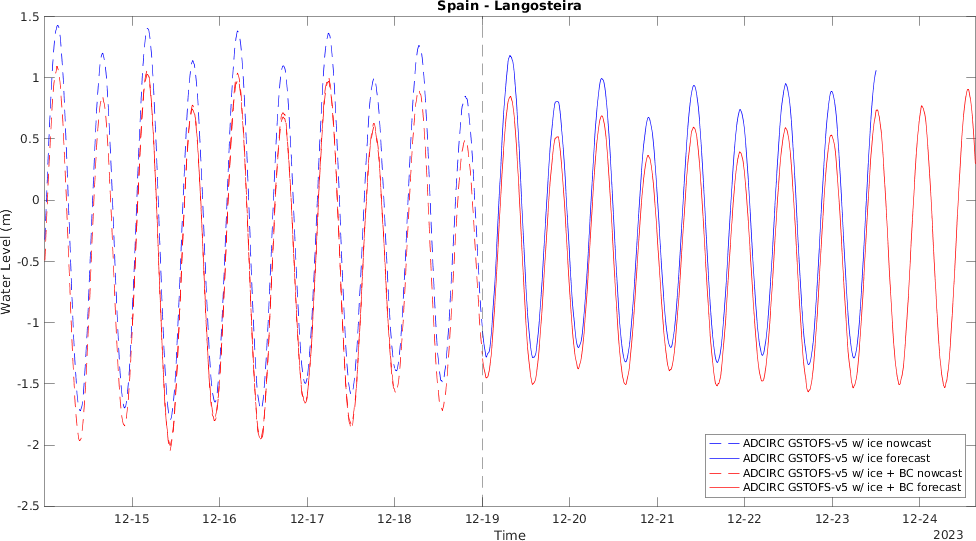 Spain - Langosteira
1.5
1
0.5
0
-0.5
-1
-1.5
-2
-2.5
Water Level (m)
ADCIRC GSTOFS-v5 w/ ice nowcast
ADCIRC GSTOFS-v5 w/ ice forecast
ADCIRC GSTOFS-v5 w/ ice + BC nowcast
ADCIRC GSTOFS-v5 w/ ice + BC forecast
12-15 12-16 12-17 12-18 12-19 12-20 12-21 12-22 12-23 12-24
Time
2023